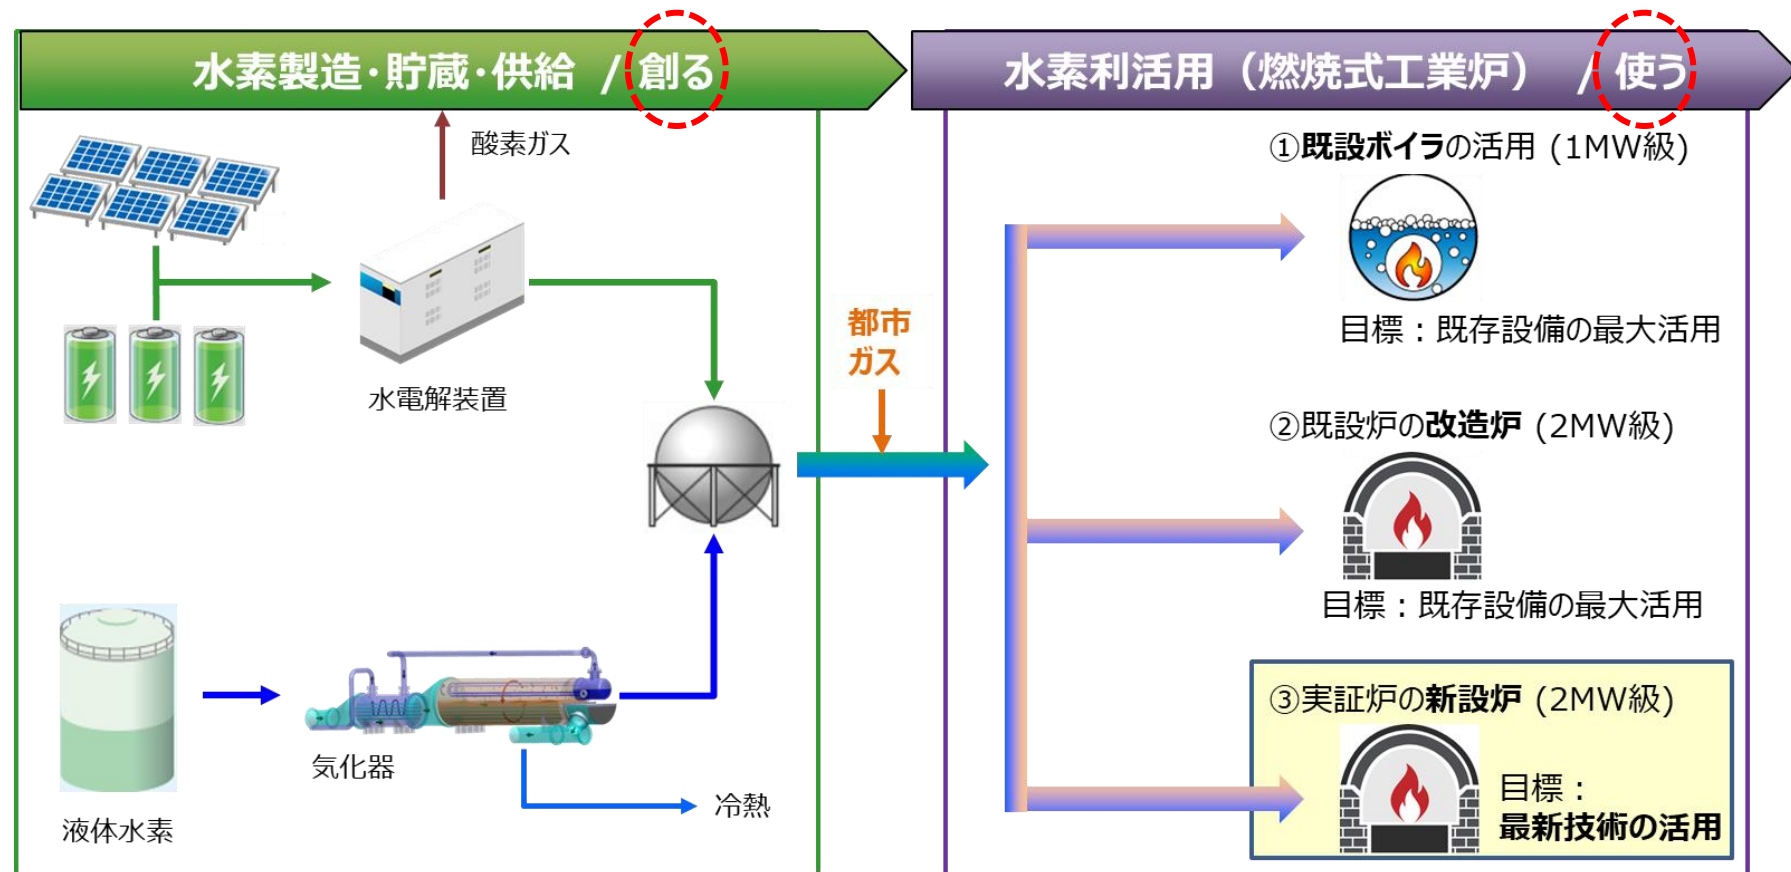 水素製造・貯蔵・供給 / 創る
酸素ガス
水電解装置
液体水素
気化器
冷熱
都市
ガス
水素利活用（燃焼式工業炉） / 使う
①既設ボイラの活用 (1MW級)
目標：既存設備の最大活用
②既設炉の改造炉 (2MW級)
目標：既存設備の最大活用
③実証炉の新設炉 (2MW級)
目標：
最新技術の活用